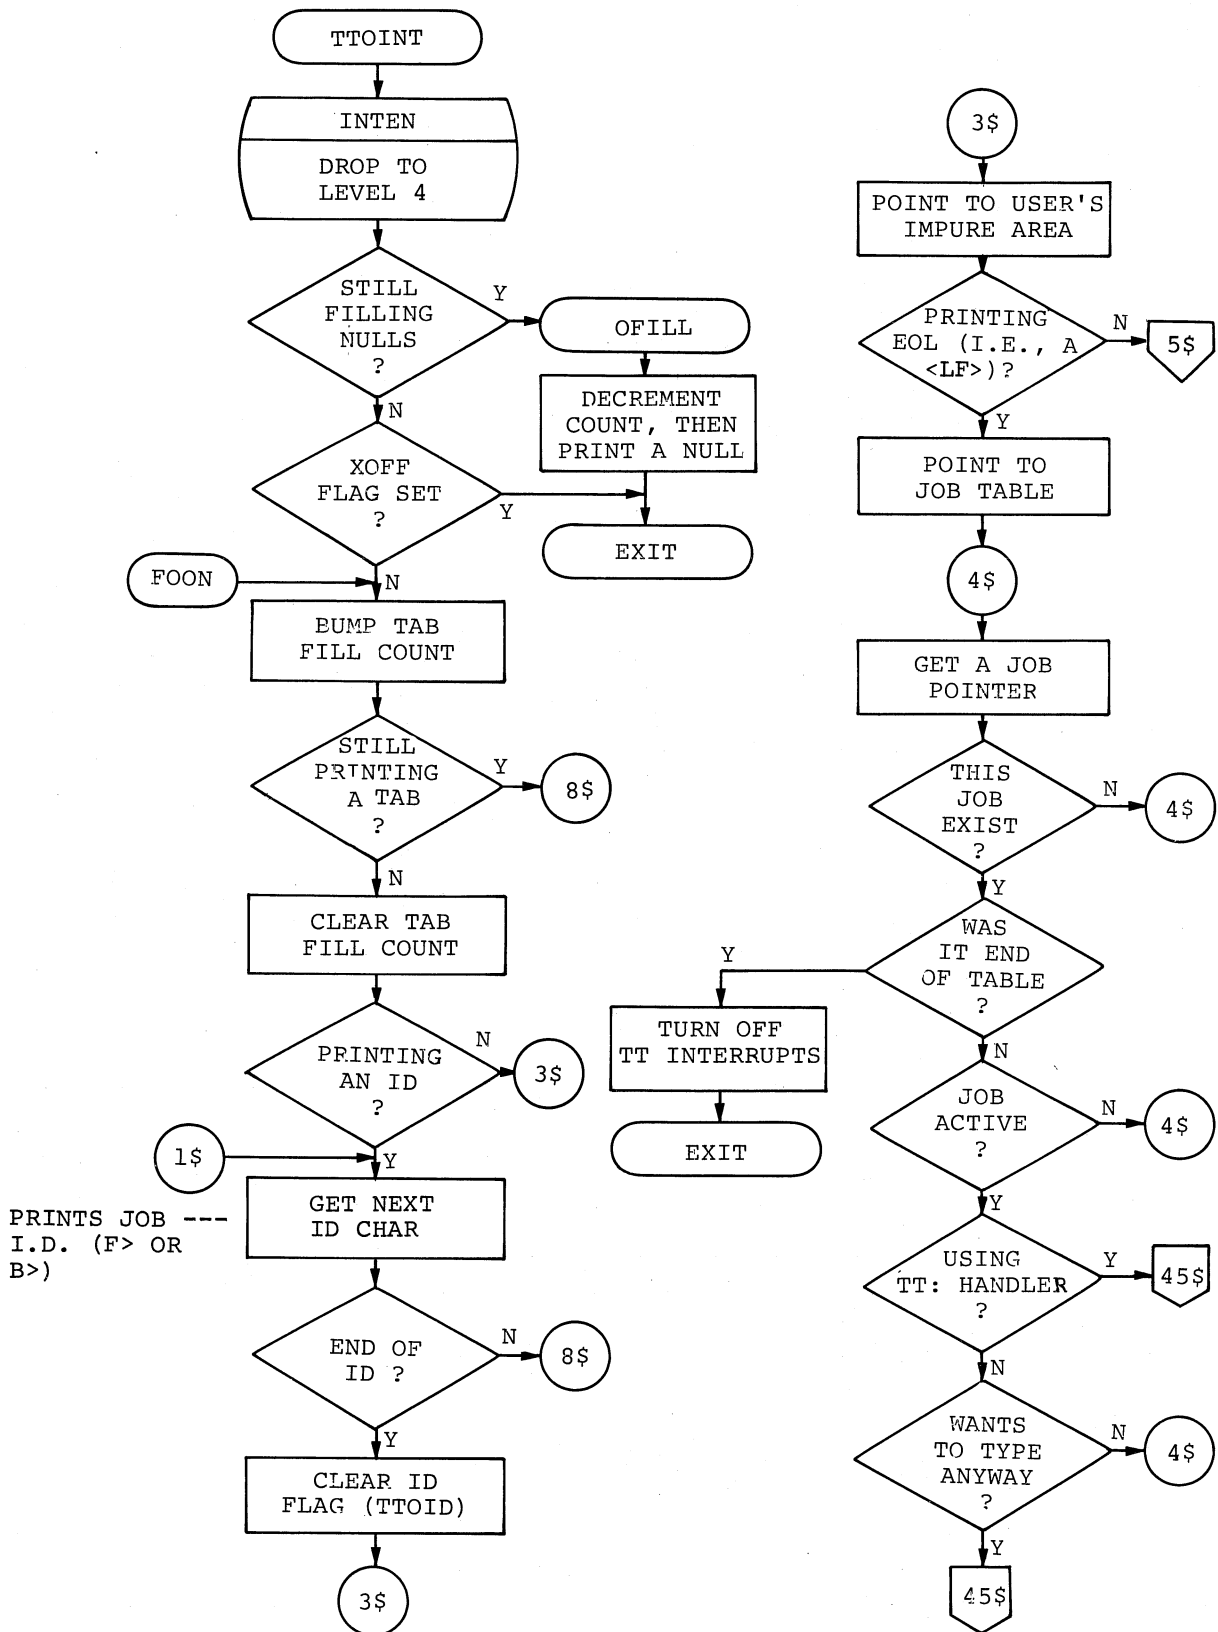 TTOINT
INTEN
DROP TO
LEVEL 4
STILL
FILLING
NULLS
?
Y
OFILL
DECREMENT
COUNT, THEN
PRINT A NULL
N
XOFF
FLAG SET
?
Y
EXIT
FOON
N
BUMP TAB
FILL COUNT
STILL
PRINTING
A TAB
?
Y
8$
N
CLEAR TAB
FILL COUNT
PRINTING
AN ID
?
N
3$
1$
Y
PRINTS JOB ---
I.D. (F> OR
B>)
GET NEXT
ID CHAR
END OF
ID ?
N
8$
Y
CLEAR ID
FLAG (TTOID)
3$
3$
POINT TO USER'S
IMPURE AREA
PRINTING
EOL (I.E., A
<LF>)?
N
5$
Y
POINT TO
JOB TABLE
4$
GET A JOB
POINTER
THIS
JOB
EXIST
?
N
4$
Y
WAS
IT END
OF TABLE
?
Y
TURN OFF
TT INTERRUPTS
EXIT
N
JOB
ACTIVE
?
N
4$
Y
USING
TT: HANDLER
?
Y
45$
N
WANTS
TO TYPE
ANYWAY
?
N
4$
Y
45$